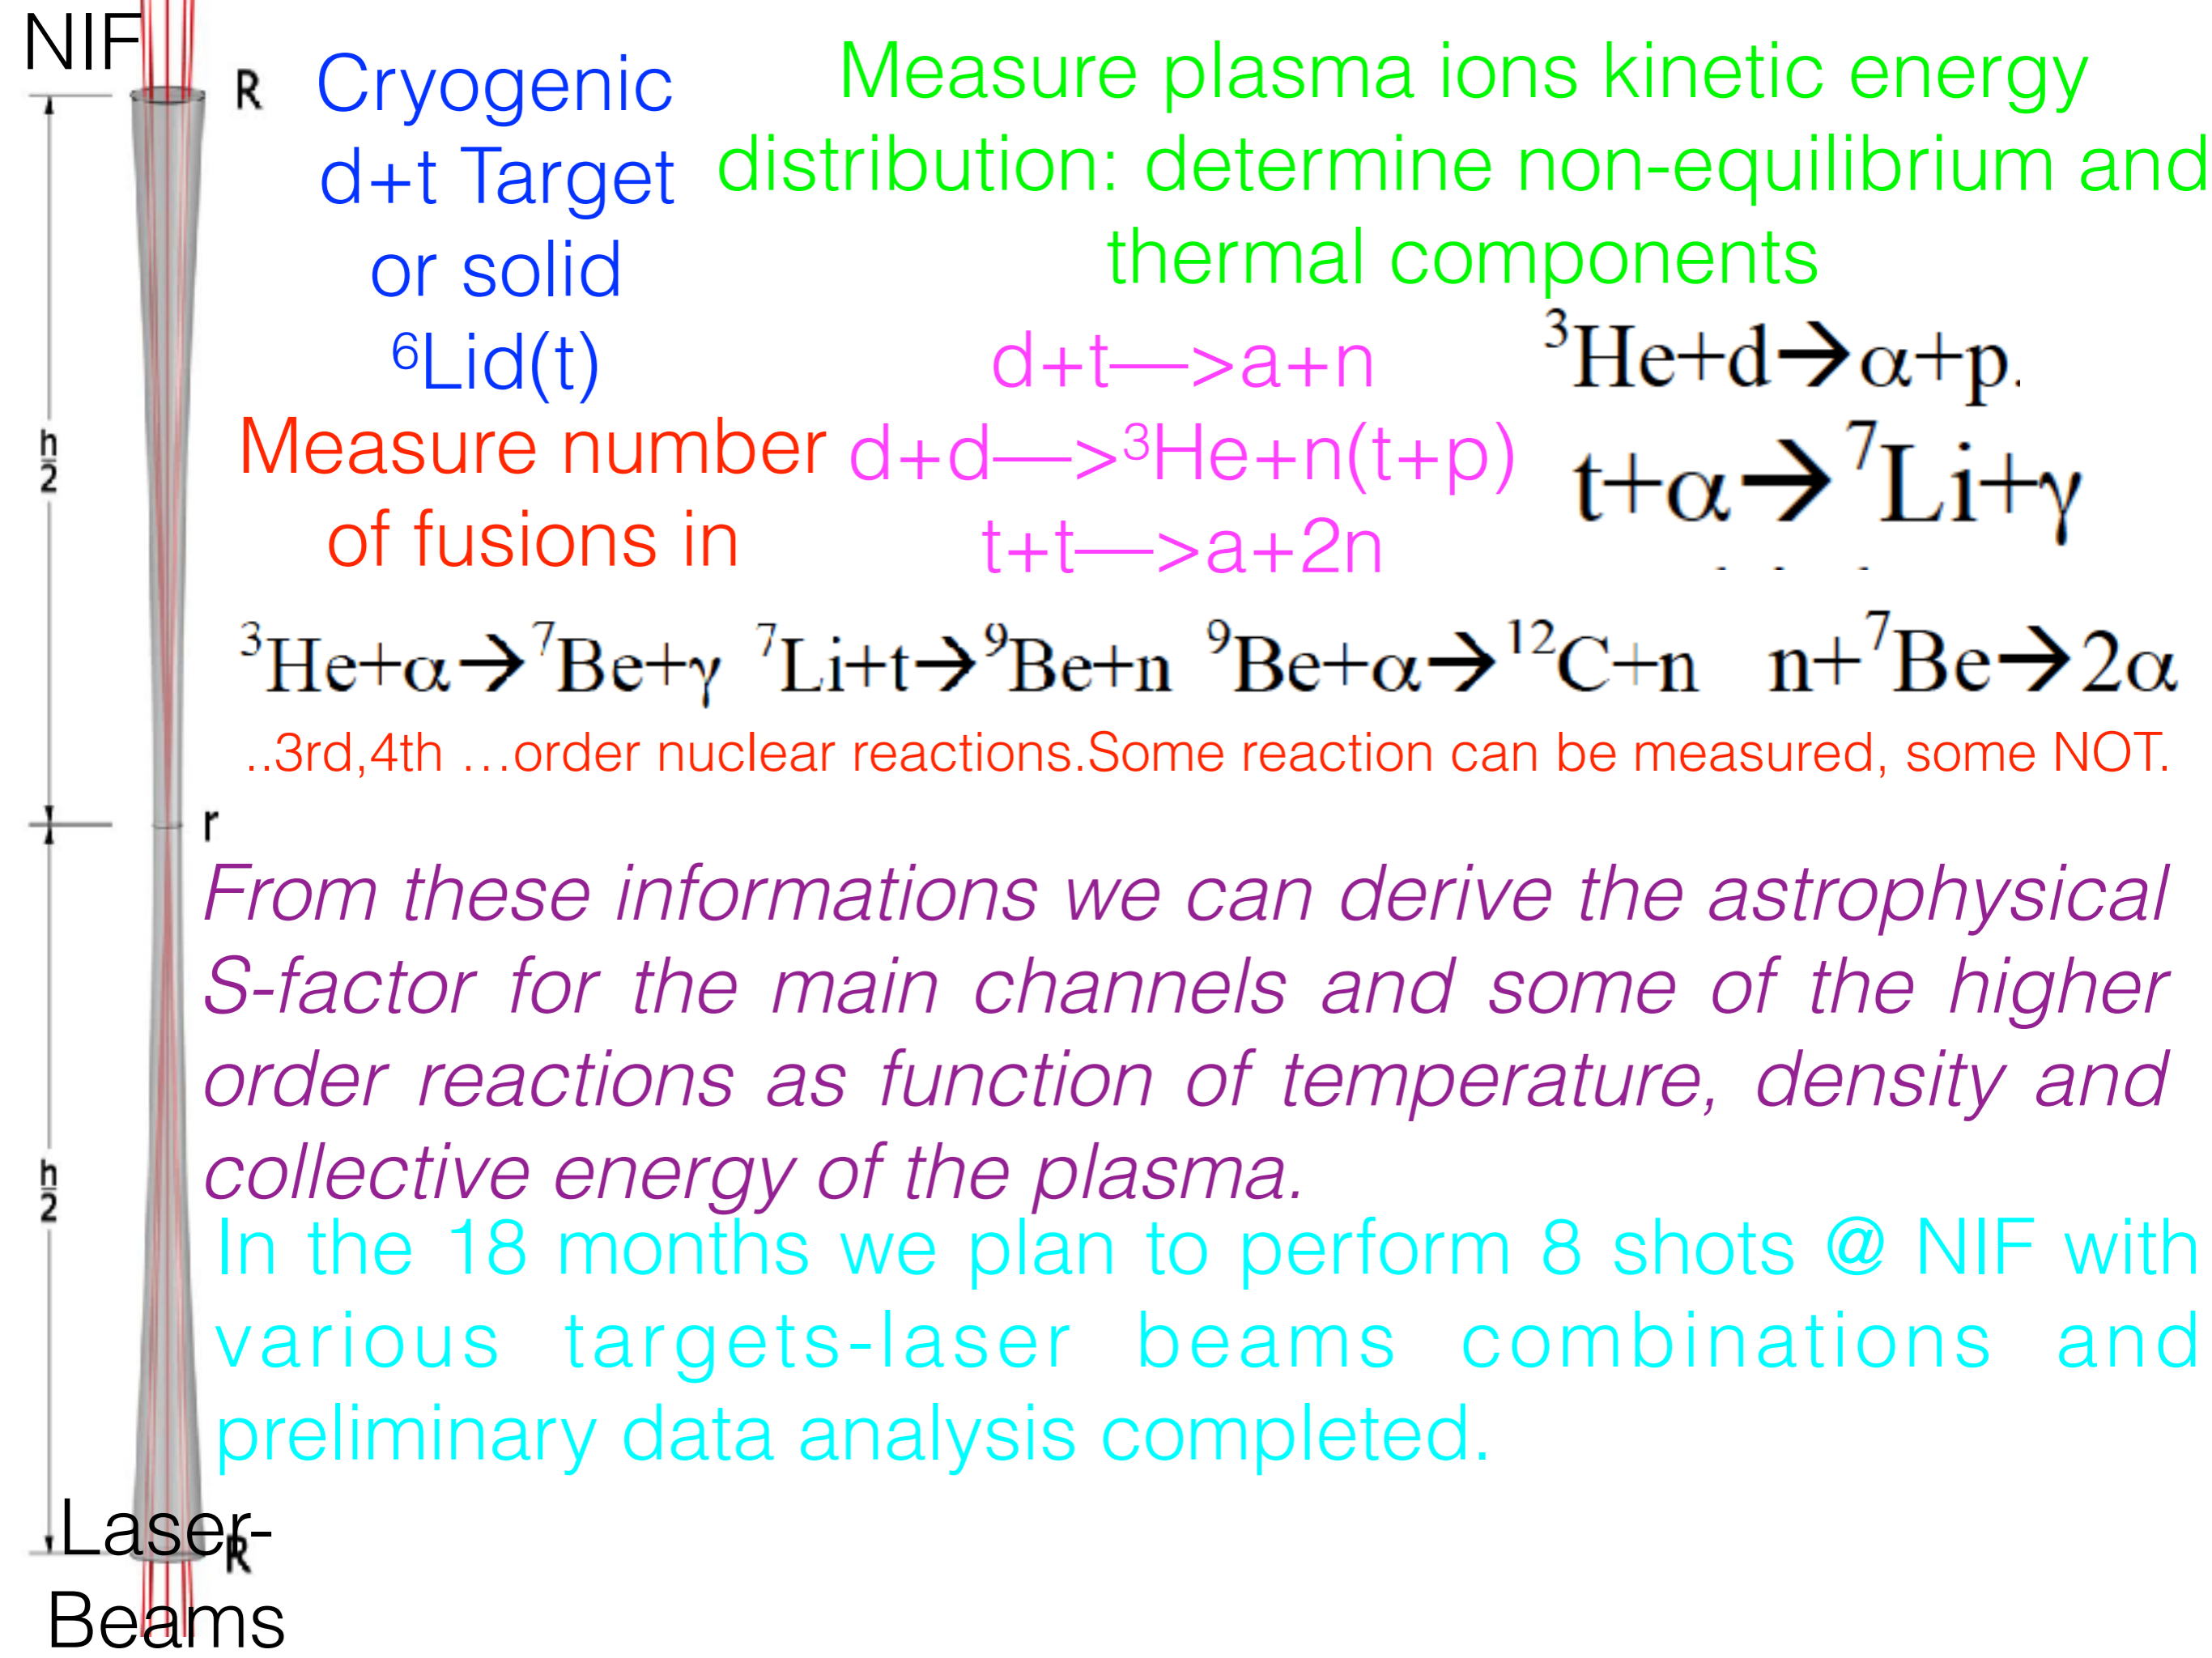 NIF
R
Cryogenic
d+t Target
or solid
⁶Lid(t)
Measure plasma ions kinetic energy
distribution: determine non-equilibrium and
thermal components
Measure number
of fusions in
d+t—>a+n
d+d—>³He+n(t+p)
t+t—>a+2n
³He+d→α+p.
t+α→⁷Li+γ
h
2
³He+α→⁷Be+γ ⁷Li+t→⁹Be+n ⁹Be+α→¹²C+n n+⁷Be→2α
..3rd,4th …order nuclear reactions.Some reaction can be measured, some NOT.
r
From these informations we can derive the astrophysical
S-factor for the main channels and some of the higher
order reactions as function of temperature, density and
collective energy of the plasma.
h
2
In the 18 months we plan to perform 8 shots @ NIF with
various targets-laser beams combinations and
preliminary data analysis completed.
Laser-
R
Beams